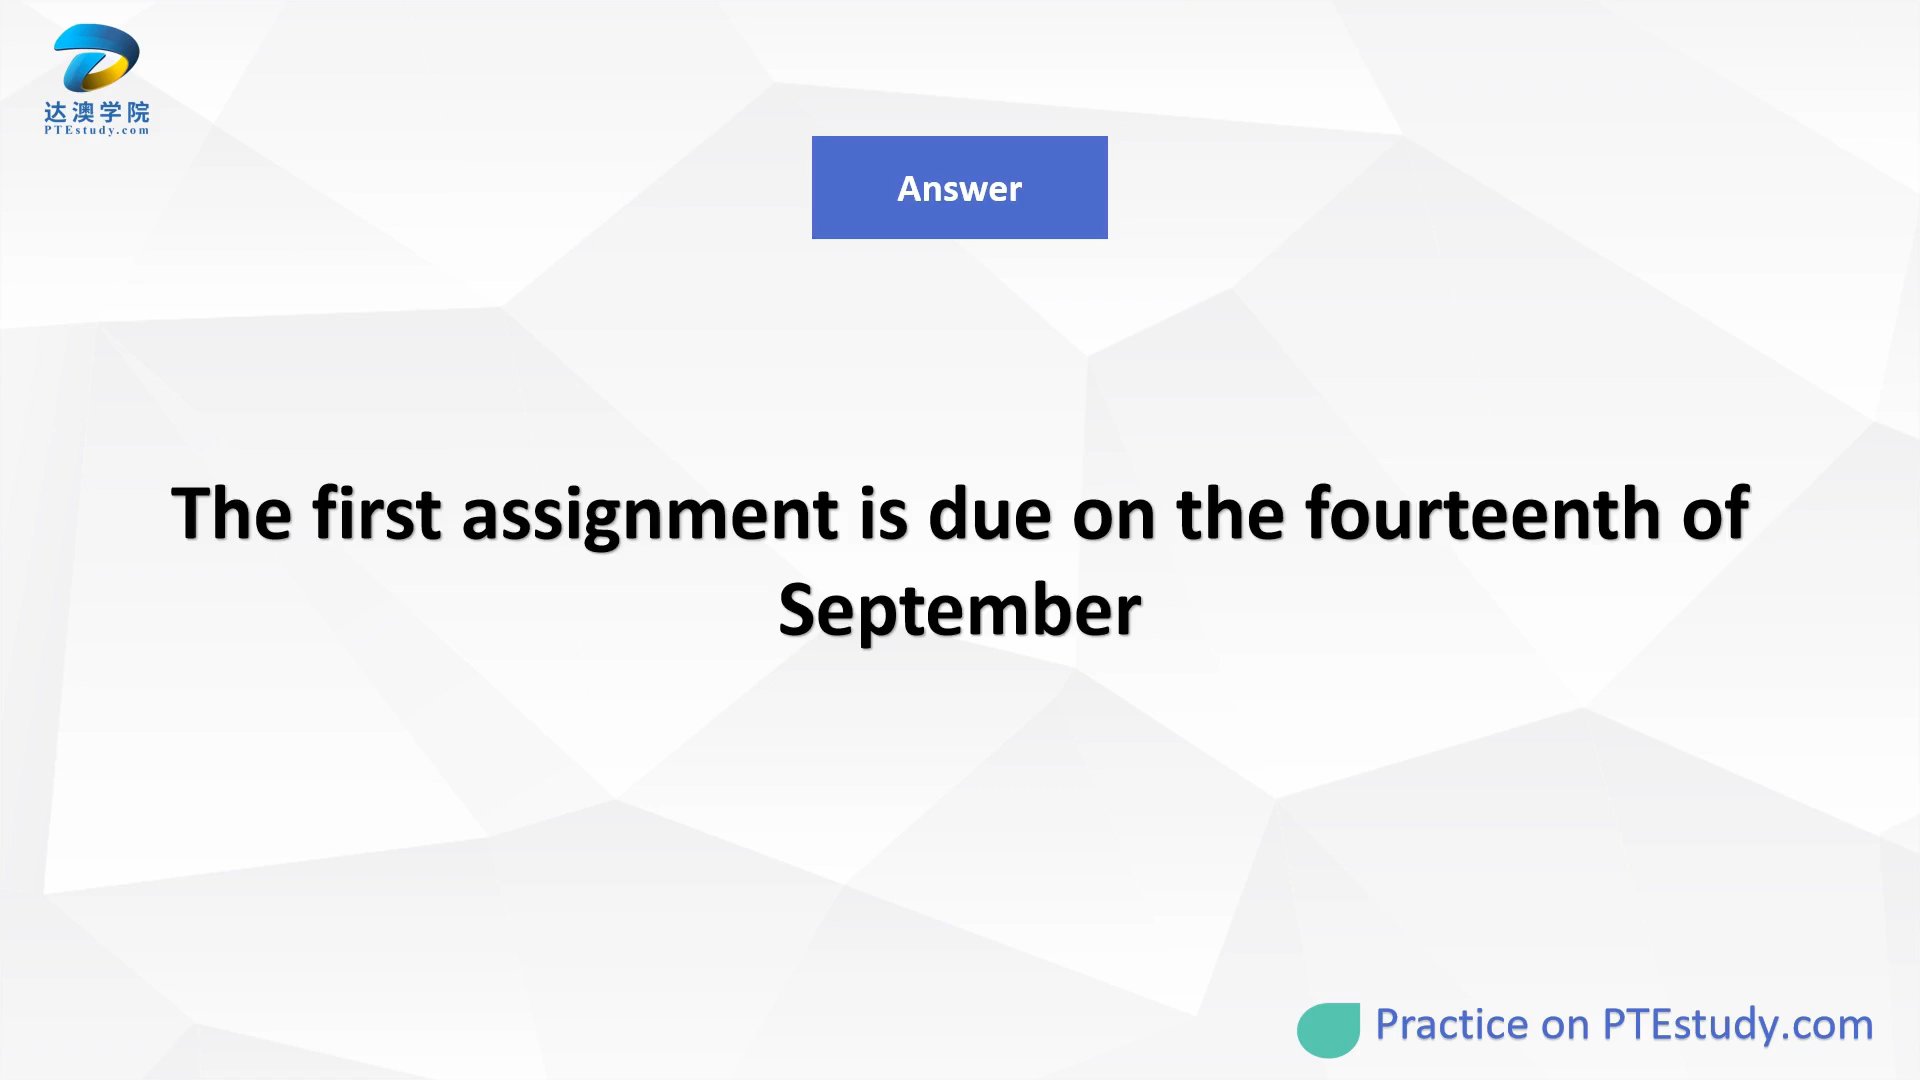 达澳学院
PTEstudy.com
Answer
The first assignment is due on the fourteenth of
September
Practice on PTEstudy.com